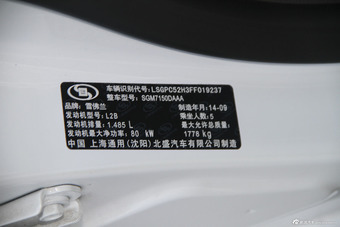 车辆识别代号: LSGPC52H3FF019237
整车型号: SGM7150DAAA
品牌: 雪佛兰 制造年月: 14-09
发动机型号: L2B 乘坐人数: 5
发动机排量: 1.485 L 最大允许总质量:
最大净功率: 80 kW 1778 kg
中国 上海通用(沈阳)北盛汽车有限公司制造